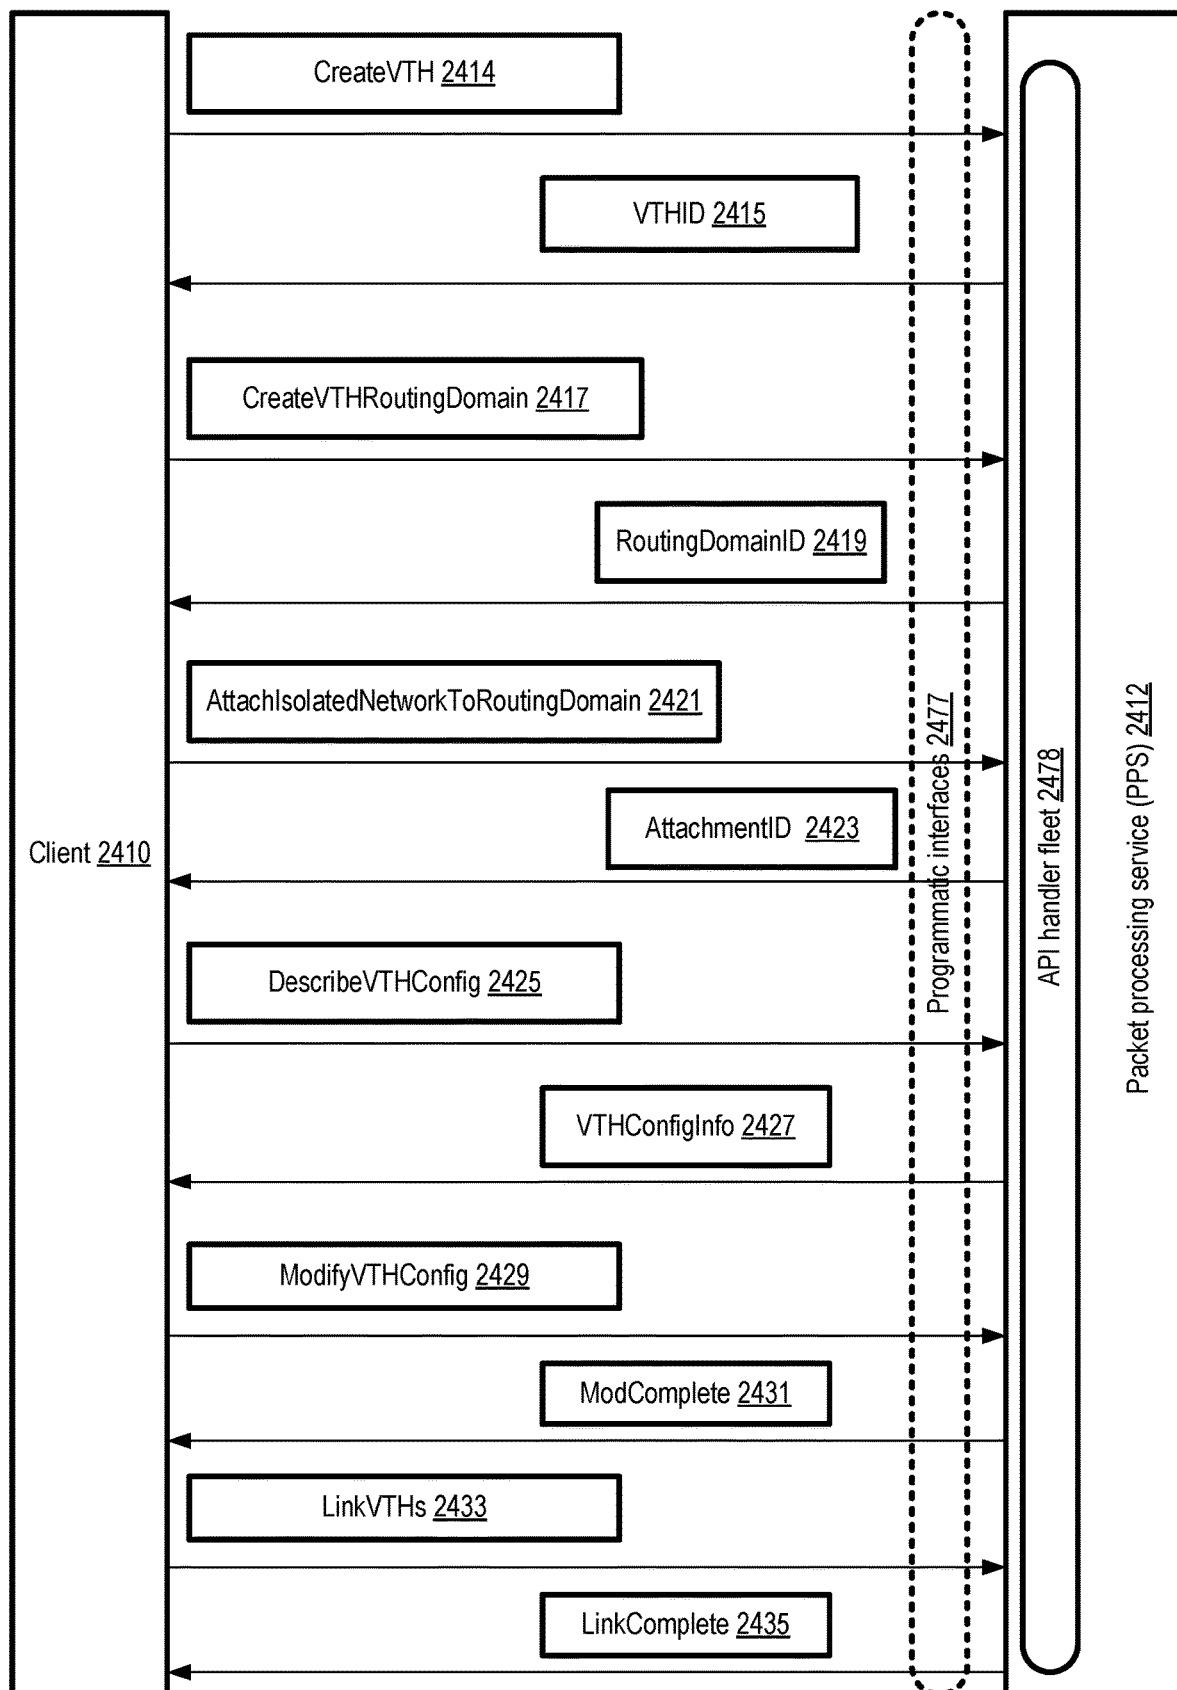 CreateVTH 2414
VTHID 2415
CreateVTHRoutingDomain 2417
RoutingDomainID 2419
AttachIsolatedNetworkToRoutingDomain 2421
AttachmentID 2423
Client 2410
DescribeVTHConfig 2425
VTHConfigInfo 2427
ModifyVTHConfig 2429
ModComplete 2431
LinkVTHs 2433
LinkComplete 2435
Programmatic interfaces 2477
API handler fleet 2478
Packet processing service (PPS) 2412